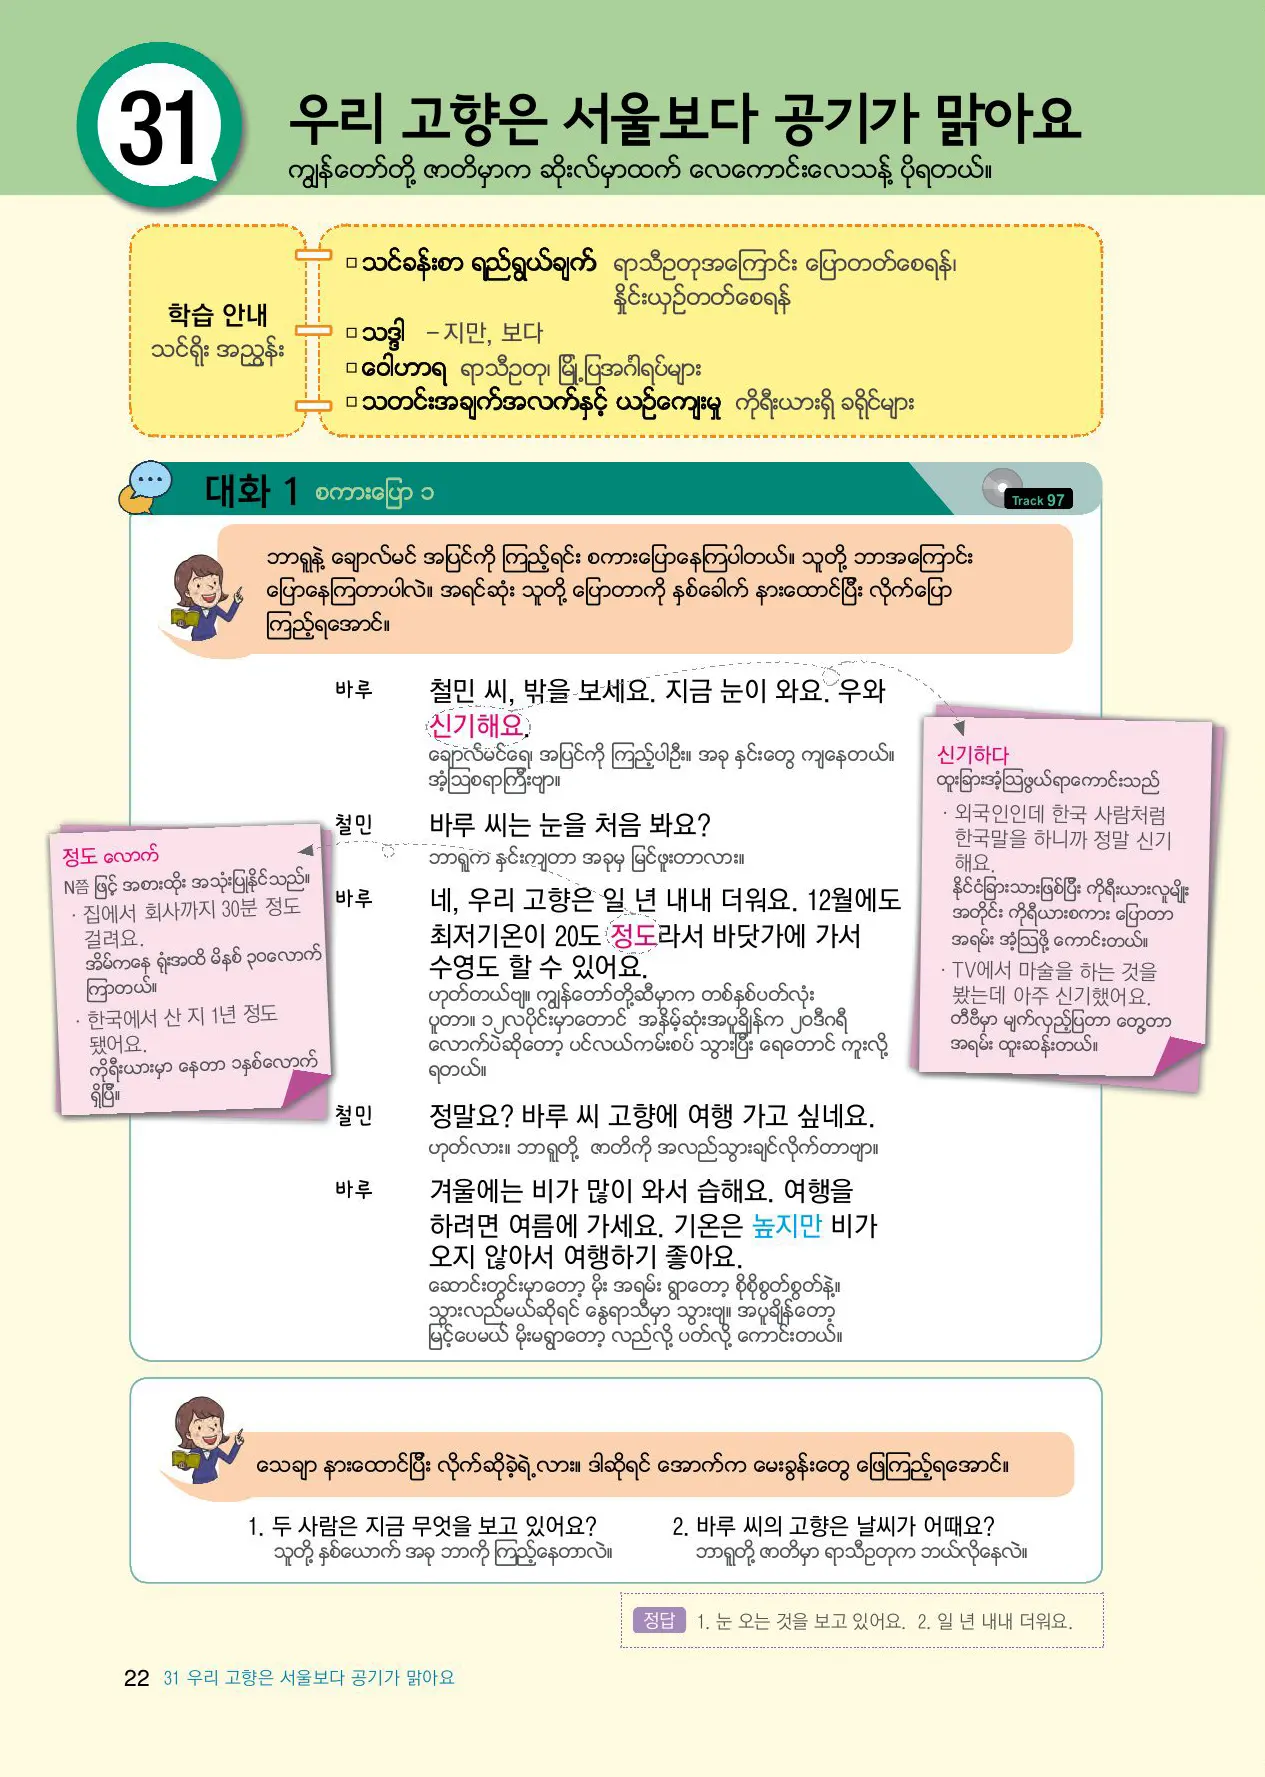 31
우리 고향은 서울보다 공기가 맑아요
ကျွန်တော်တို့ ဇာတိမှာက ဆိုးလ်မှာထက် လေကောင်းလေသန့် ပိုရတယ်။
학습 안내
သင်ရိုး အညွှန်း
□ သင်ခန်းစာ ရည်ရွယ်ချက် ရာသီဥတုအကြောင်း ပြောတတ်စေရန်၊
နှိုင်းယှဉ်တတ်စေရန်
□ သဒ္ဒါ –지만, 보다
□ ဝေါဟာရ ရာသီဥတု၊ မြို့ပြအင်္ဂါရပ်များ
□ သတင်းအချက်အလက်နှင့် ယဉ်ကျေးမှု ကိုရီးယားရှိ ခရိုင်များ
대화 1 စကားပြော ၁
Track 97
ဘာရူနဲ့ ချောလ်မင် အပြင်ကို ကြည့်ရင်း စကားပြောနေကြပါတယ်။ သူတို့ ဘာအကြောင်း
ပြောနေကြတာပါလဲ။ အရင်ဆုံး သူတို့ ပြောတာကို နှစ်ခေါက် နားထောင်ပြီး လိုက်ပြော
ကြည့်ရအောင်။
바루 철민 씨, 밖을 보세요. 지금 눈이 와요. 우와
신기해요.
ချောလ်မင်ရေ၊ အပြင်ကို ကြည့်ပါဦး။ အခု နှင်းတွေ ကျနေတယ်။
အံ့ဩစရာကြီးဗျာ။
철민 바루 씨는 눈을 처음 봐요?
ဘာရူက နှင်းကျတာ အခုမှ မြင်ဖူးတာလား။
바루 네, 우리 고향은 일 년 내내 더워요. 12월에도
최저기온이 20도 정도라서 바닷가에 가서
수영도 할 수 있어요.
ဟုတ်တယ်ဗျ။ ကျွန်တော်တို့ဆီမှာက တစ်နှစ်ပတ်လုံး
ပူတာ။ ၁၂လပိုင်းမှာတောင် အနိမ့်ဆုံးအပူချိန်က ၂၀ဒီဂရီ
လောက်ပဲဆိုတော့ ပင်လယ်ကမ်းစပ် သွားပြီး ရေတောင် ကူးလို့
ရတယ်။
철민 정말요? 바루 씨 고향에 여행 가고 싶네요.
ဟုတ်လား။ ဘာရူတို့ ဇာတိကို အလည်သွားချင်လိုက်တာဗျာ။
바루 겨울에는 비가 많이 와서 습해요. 여행을
하려면 여름에 가세요. 기온은 높지만 비가
오지 않아서 여행하기 좋아요.
ဆောင်းတွင်းမှာတော့ မိုး အရမ်း ရွာတော့ စိုစိုစွတ်စွတ်နဲ့။
သွားလည်မယ်ဆိုရင် နွေရာသီမှာ သွားဗျ။ အပူချိန်တော့
မြင့်ပေမယ် မိုးမရွာတော့ လည်လို့ ပတ်လို့ ကောင်းတယ်။
신기하다
ထူးခြားအံ့ဩဖွယ်ရာကောင်းသည်
· 외국인인데 한국 사람처럼
한국말을 하니까 정말 신기
해요.
နိုင်ငံခြားသားဖြစ်ပြီး ကိုရီးယားလူမျိုး
အတိုင်း ကိုရီးယားစကား ပြောတာ
အရမ်း အံ့ဩဖို့ ကောင်းတယ်။
· TV에서 마술을 하는 것을
봤는데 아주 신기했어요.
တီဗီမှာ မျက်လှည့်ပြတာ တွေ့တာ
အရမ်း ထူးဆန်းတယ်။
정도 လောက်
N쯤 ဖြင့် အစားထိုး အသုံးပြုနိုင်သည်။
· 집에서 회사까지 30분 정도
걸려요.
အိမ်ကနေ ရုံးအထိ မိနစ် ၃၀လောက်
ကြာတယ်။
· 한국에서 산 지 1년 정도
됐어요.
ကိုရီးယားမှာ နေတာ ၁နှစ်လောက်
ရှိပြီ။
သေချာ နားထောင်ပြီး လိုက်ဆိုခဲ့ရဲ့လား။ ဒါဆိုရင် အောက်က မေးခွန်းတွေ ဖြေကြည့်ရအောင်။
1. 두 사람은 지금 무엇을 보고 있어요?
သူတို့ နှစ်ယောက် အခု ဘာကို ကြည့်နေတာလဲ။
2. 바루 씨의 고향은 날씨가 어때요?
ဘာရူတို့ ဇာတိမှာ ရာသီဥတုက ဘယ်လိုနေလဲ။
정답 1. 눈 오는 것을 보고 있어요. 2. 일 년 내내 더워요.
22 31 우리 고향은 서울보다 공기가 맑아요